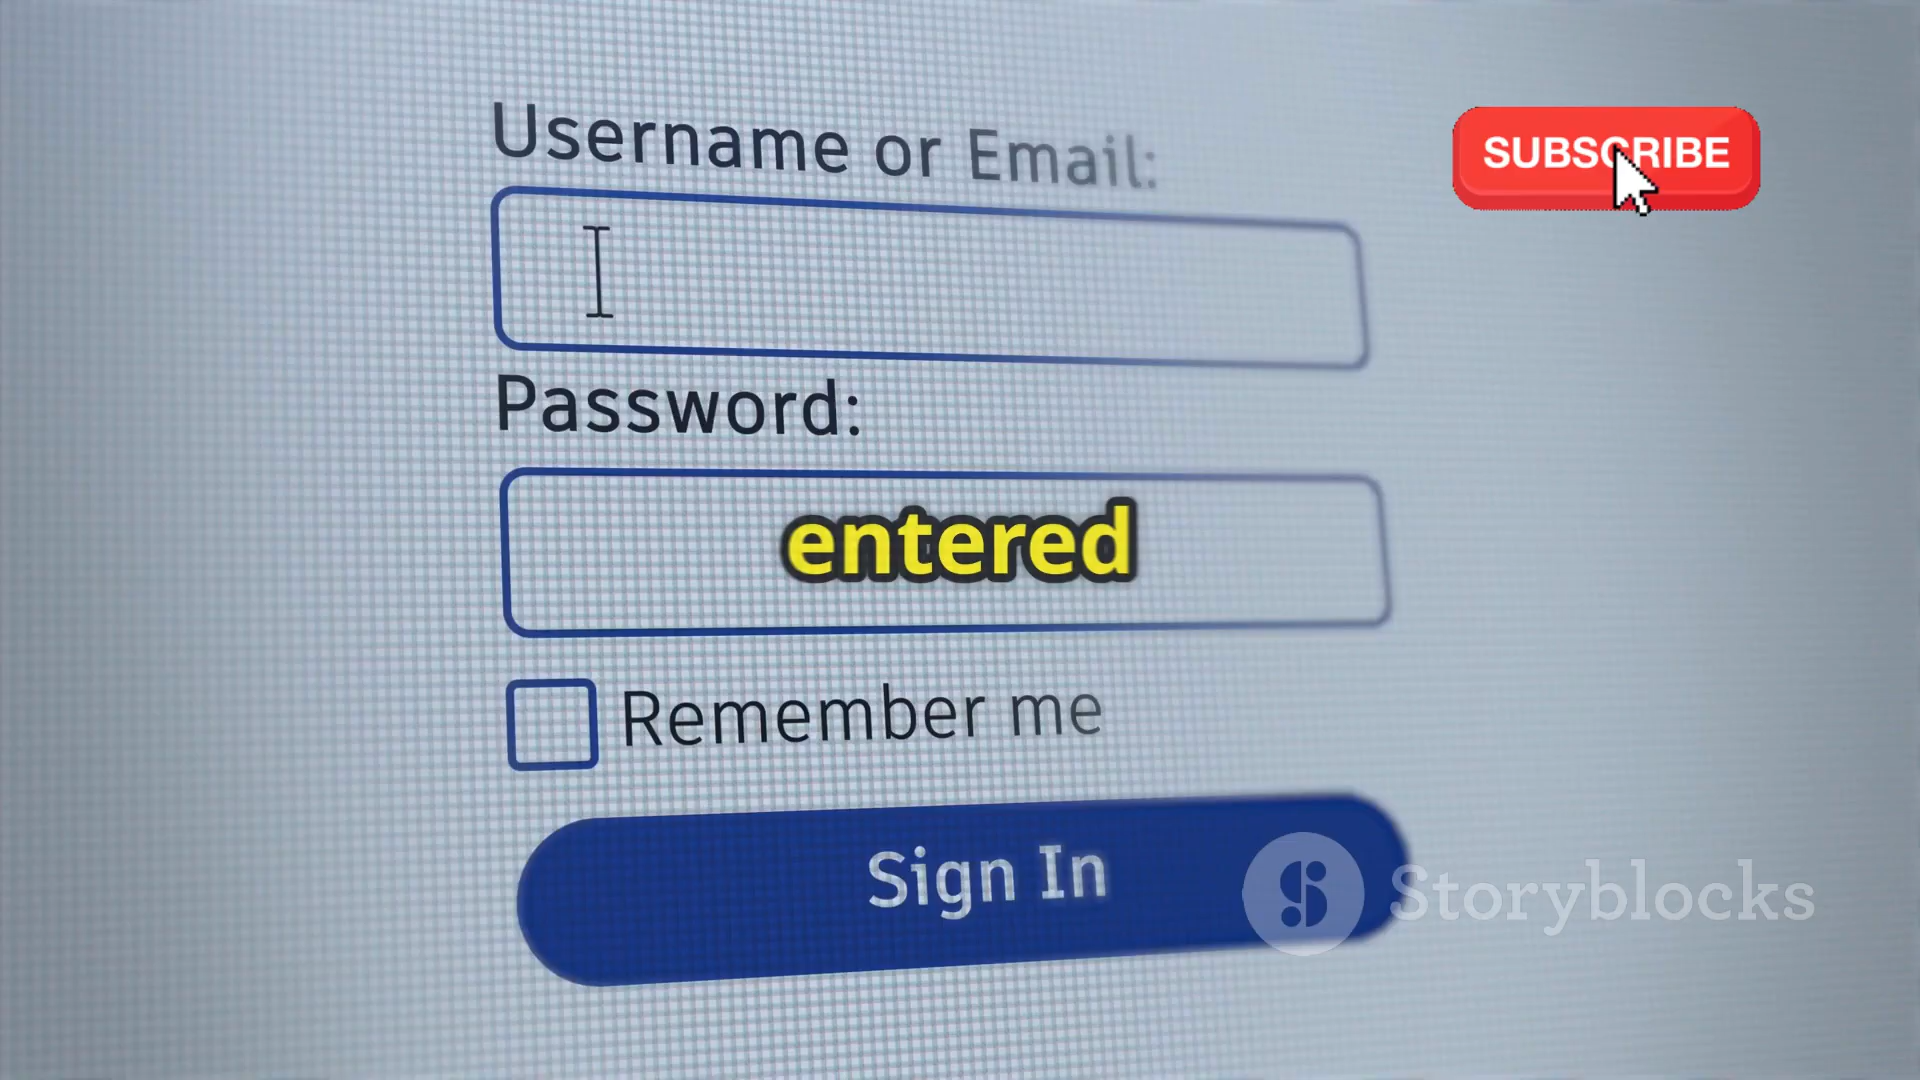 Username or Email:
SUBSCRIBE
Password:
entered
Remember me
Sign In
Storyblocks